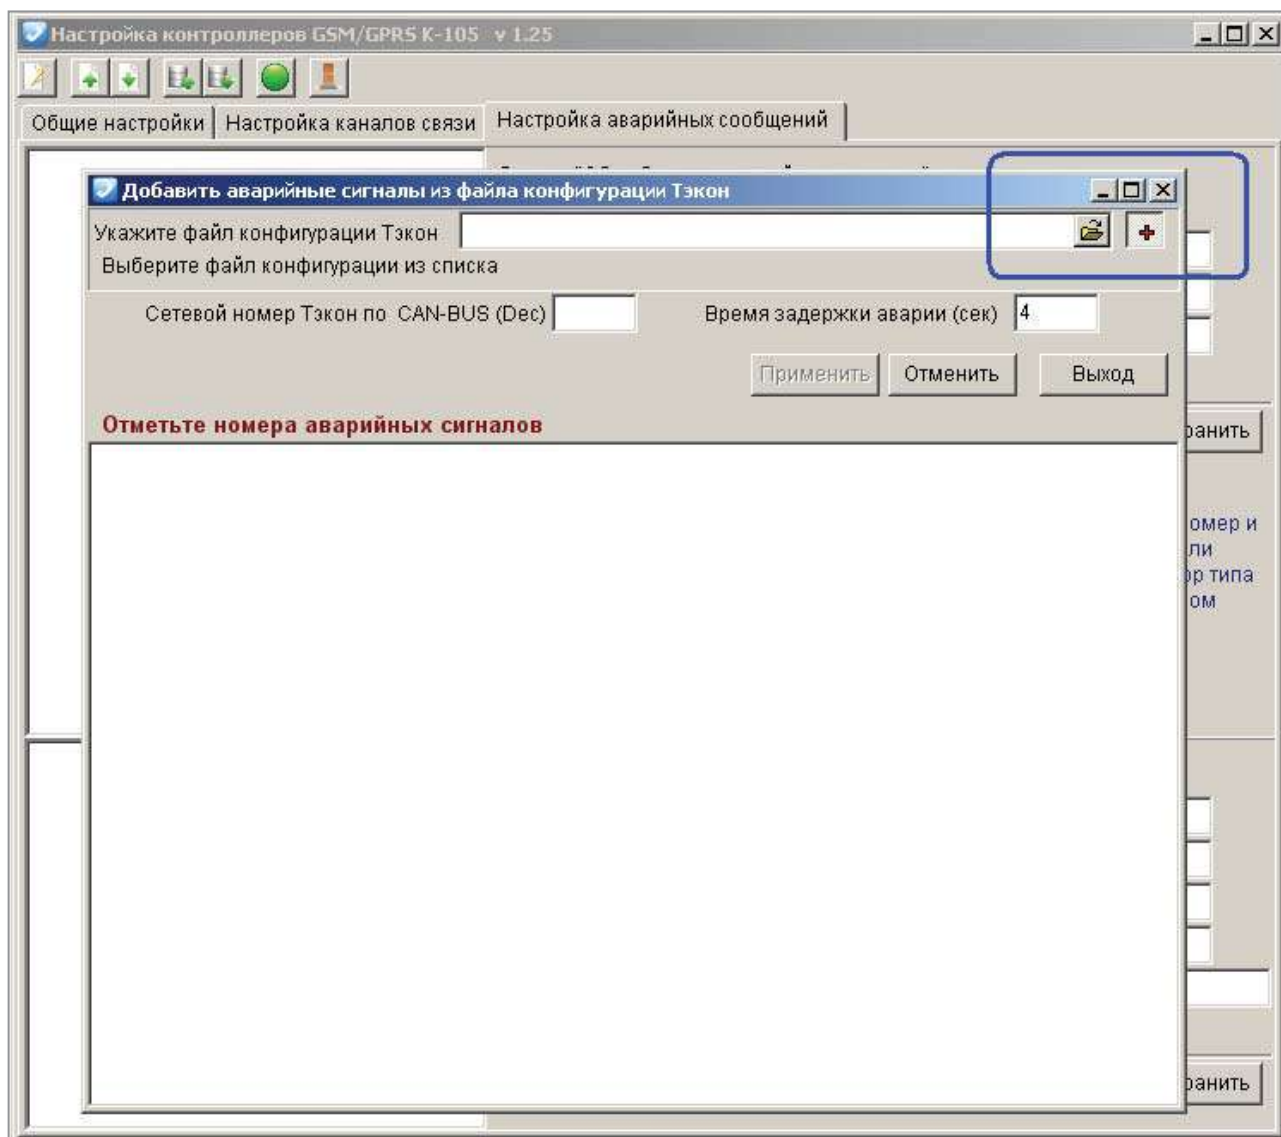 Настройка контроллеров GSM/GPRS K-105 v 1.25
Общие настройки Настройка каналов связи Настройка аварийных сообщений
Добавить аварийные сигналы из файла конфигурации Тэкон
Укажите файл конфигурации Тэкон
Выберите файл конфигурации из списка
Сетевой номер Тэкон по CAN-BUS (Dec) Время задержки аварии (сек) 4
Применить Отменить Выход
Отметьте номера аварийных сигналов
ранить
омер и
ли
ор типа
ом
ранить